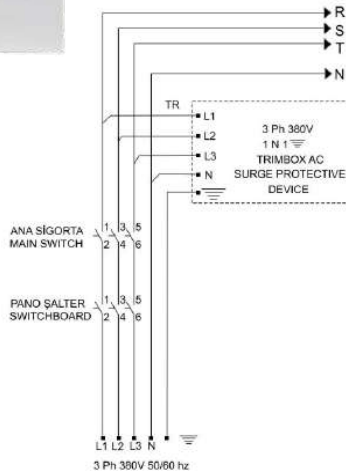 R
S
T
N
TR
L1
L2
L3
N
3 Ph 380V
1 N 1
TRIMBOX AC
SURGE PROTECTIVE
DEVICE
ANA SİGORTA
MAIN SWITCH
1 3 5
2 4 6
PANO ŞALTER
SWITCHBOARD
1 3 5
2 4 6
L1 L2 L3 N
3 Ph 380V 50/60 hz